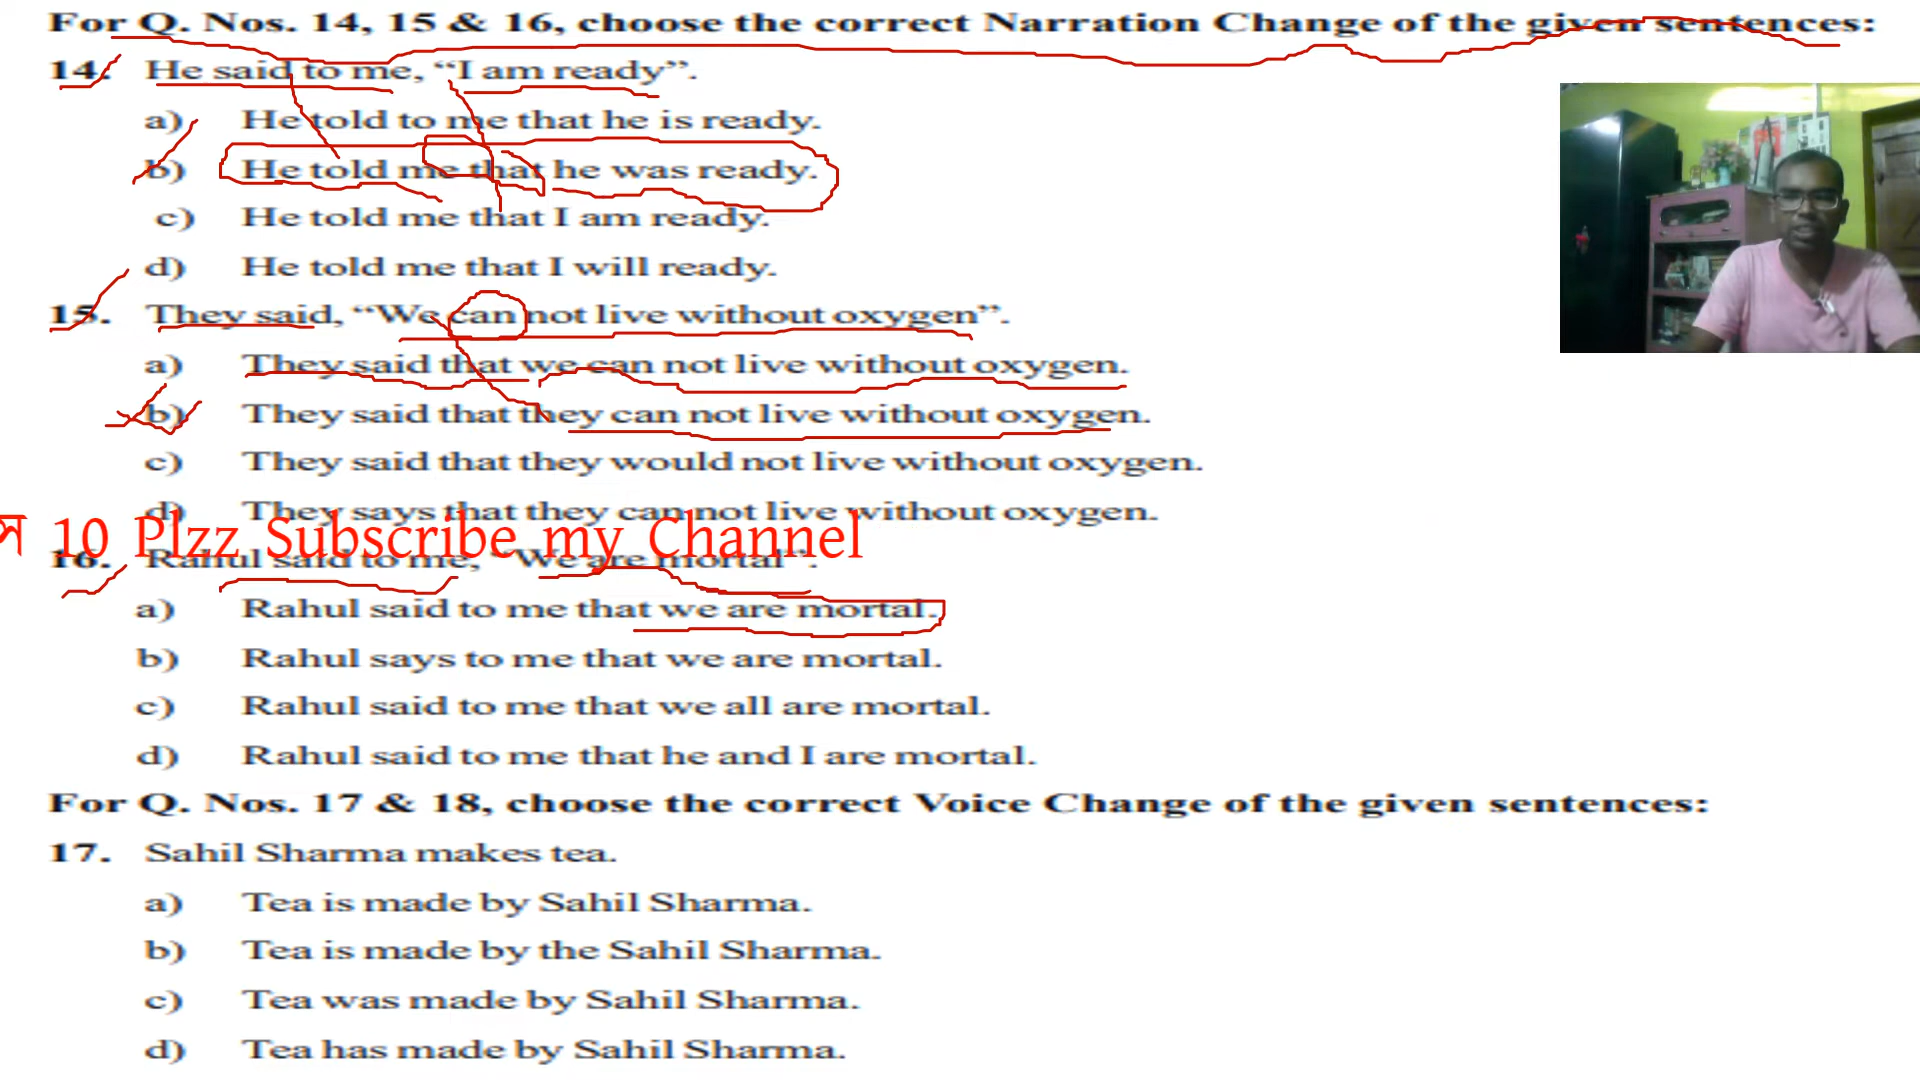 For Q. Nos. 14, 15 & 16, choose the correct Narration Change of the given sentences:
14. He said to me, “I am ready”.
a) He told to me that he is ready.
b) He told me that he was ready.
c) He told me that I am ready.
d) He told me that I will ready.
15. They said, “We can not live without oxygen”.
a) They said that we can not live without oxygen.
b) They said that they can not live without oxygen.
c) They said that they would not live without oxygen.
d) They says that they can not live without oxygen.
স 10 Plzz Subscribe my Channel
16. Rahul said to me, “We are mortal”.
a) Rahul said to me that we are mortal.
b) Rahul says to me that we are mortal.
c) Rahul said to me that we all are mortal.
d) Rahul said to me that he and I are mortal.
For Q. Nos. 17 & 18, choose the correct Voice Change of the given sentences:
17. Sahil Sharma makes tea.
a) Tea is made by Sahil Sharma.
b) Tea is made by the Sahil Sharma.
c) Tea was made by Sahil Sharma.
d) Tea has made by Sahil Sharma.